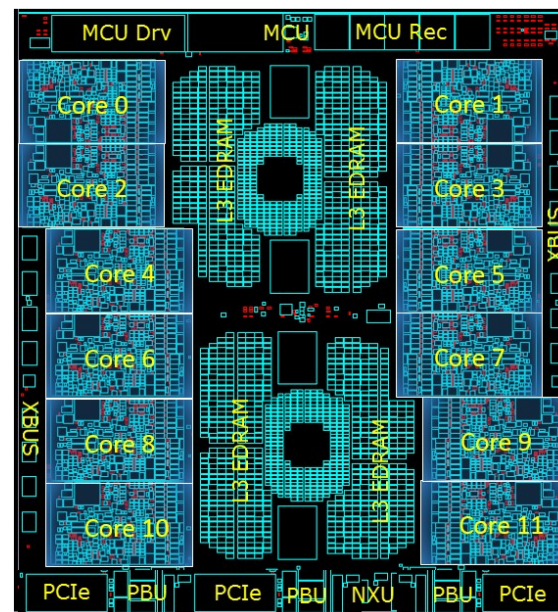 MCU Drv MCU MCU Rec
Core 0 Core 1
L3 EDRAM L3 EDRAM
Core 2 Core 3
XBUS
Core 4 Core 5
Core 6 Core 7
XBUS
Core 8 L3 EDRAM L3 EDRAM Core 9
Core 10 Core 11
PCIe PBU PCIe PBU NXU PBU PCIe